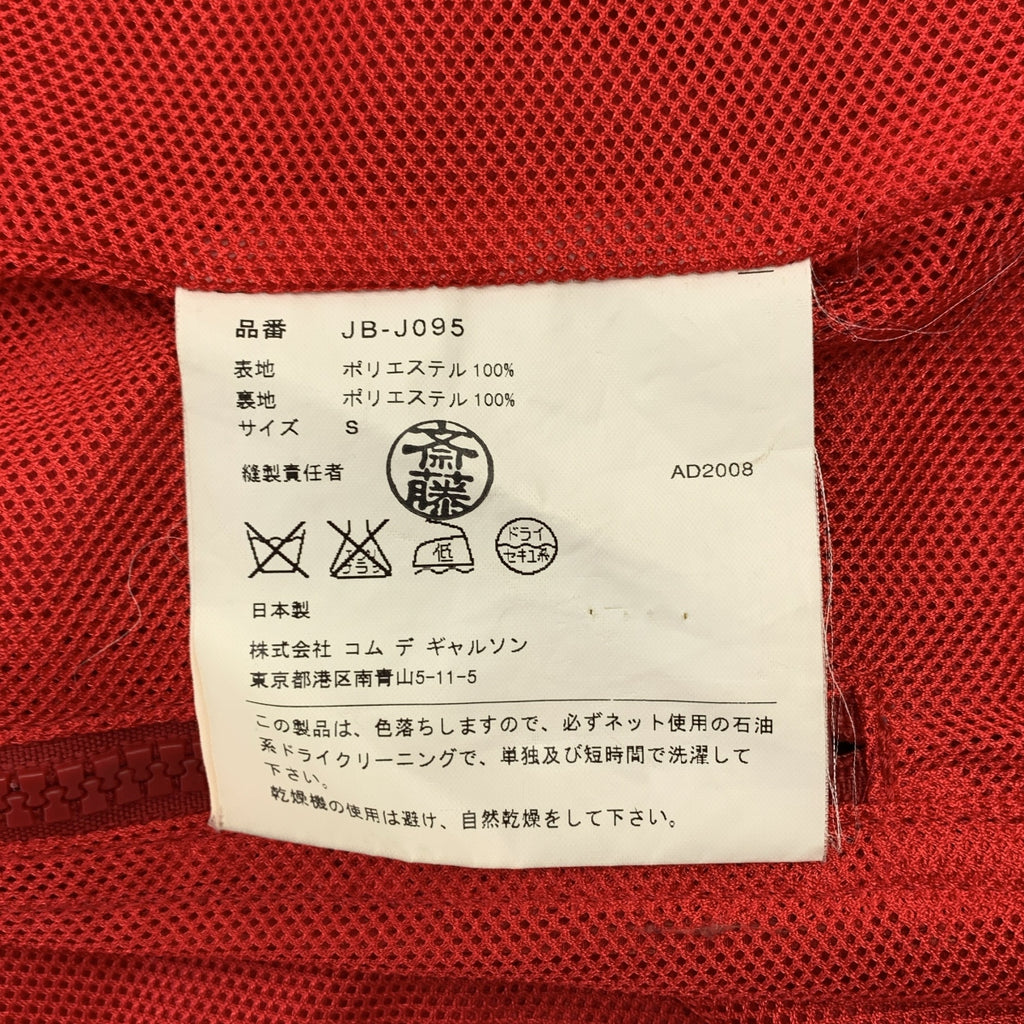 品番 JB-J095
表地 ポリエステル 100%
裏地 ポリエステル 100%
サイズ S
縫製責任者 斎藤 AD2008
低 ドライ
セキユ系
日本製
株式会社 コム デ ギャルソン
東京都港区南青山5-11-5
この製品は、色落ちしますので、必ずネット使用の石油
系ドライクリーニングで、単独及び短時間で洗濯して
下さい。
乾燥機の使用は避け、自然乾燥をして下さい。